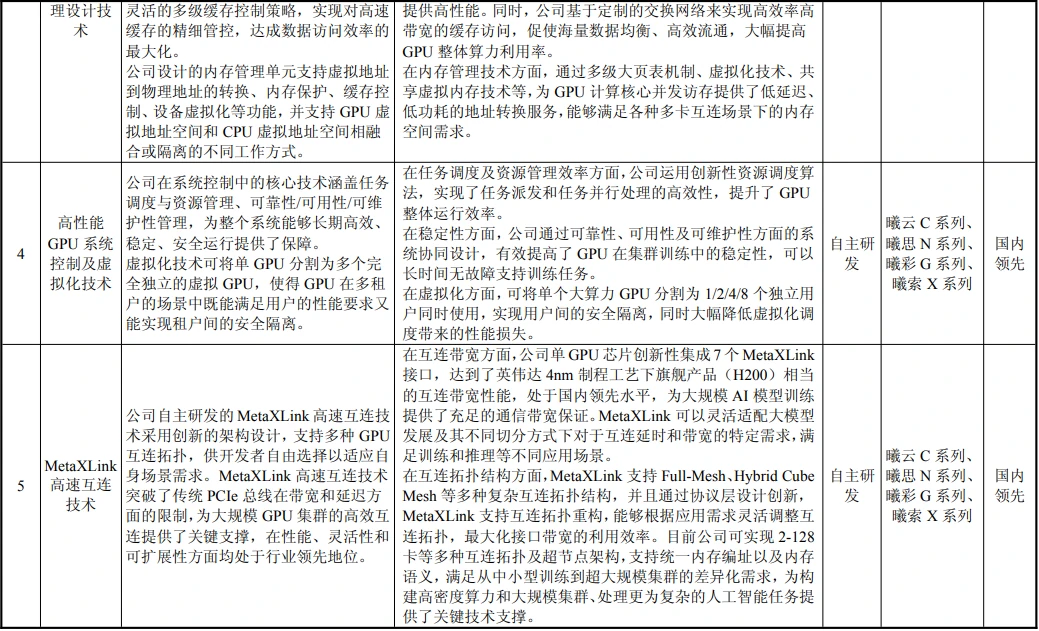 理设计技
术
灵活的多级缓存控制策略，实现对高速
缓存的精细管控，达成数据访问效率的
最大化。
公司设计的内存管理单元支持虚拟地址
到物理地址的转换、内存保护、缓存控
制、设备虚拟化等功能，并支持 GPU 虚
拟地址空间和 CPU 虚拟地址空间相融
合或隔离的不同工作方式。
提供高性能。同时，公司基于定制的交换网络来实现高效率高
带宽的缓存访问，促使海量数据均衡、高效流通，大幅提高
GPU 整体算力利用率。
在内存管理技术方面，通过多级大页表机制、虚拟化技术、共
享虚拟内存技术等，为 GPU 计算核心并发访存提供了低延迟、
低功耗的地址转换服务，能够满足各种多卡互连场景下的内存
空间需求。
4
高性能
GPU 系统
控制及虚
拟化技术
公司在系统控制中的核心技术涵盖任务
调度与资源管理、可靠性/可用性/可维
护性管理，为整个系统能够长期高效、
稳定、安全运行提供了保障。
虚拟化技术可将单 GPU 分割为多个完
全独立的虚拟 GPU，使得 GPU 在多租
户的场景中既能满足用户的性能要求又
能实现租户间的安全隔离。
在任务调度及资源管理效率方面，公司运用创新性资源调度算
法，实现了任务派发和任务并行处理的高效性，提升了 GPU
整体运行效率。
在稳定性方面，公司通过可靠性、可用性及可维护性方面的系
统协同设计，有效提高了 GPU 在集群训练中的稳定性，可以
长时间无故障支持训练任务。
在虚拟化方面，可将单个大算力 GPU 分割为 1/2/4/8 个独立用
户同时使用，实现用户间的安全隔离，同时大幅降低虚拟化调
度带来的性能损失。
自主研
发
曦云 C 系列、
曦思 N 系列、
曦彩 G 系列、
曦索 X 系列
国内
领先
5
MetaXLink
高速互连
技术
公司自主研发的 MetaXLink 高速互连技
术采用创新的架构设计，支持多种 GPU
互连拓扑，供开发者自由选择以适应自
身场景需求。MetaXLink 高速互连技术
突破了传统 PCIe 总线在带宽和延迟方
面的限制，为大规模 GPU 集群的高效互
连提供了关键支撑，在性能、灵活性和
可扩展性方面均处于行业领先地位。
在互连带宽方面，公司单 GPU 芯片创新性集成 7 个 MetaXLink
接口，达到了英伟达 4nm 制程工艺下旗舰产品（H200）相当
的互连带宽性能，处于国内领先水平，为大规模 AI 模型训练
提供了充足的通信带宽保证。MetaXLink 可以灵活适配大模型
发展及其不同切分方式下对于互连延时和带宽的特定需求，满
足训练和推理等不同应用场景。
在互连拓扑结构方面，MetaXLink 支持 Full-Mesh、Hybrid Cube
Mesh 等多种复杂互连拓扑结构，并且通过协议层设计创新，
MetaXLink 支持互连拓扑重构，能够根据应用需求灵活调整互
连拓扑，最大化接口带宽的利用效率。目前公司可实现 2-128
卡等多种互连拓扑及超节点架构，支持统一内存编址以及内存
语义，满足从中小型训练到超大规模集群的差异化需求，为构
建高密度算力和大规模集群、处理更为复杂的人工智能任务提
供了关键技术支撑。
自主研
发
曦云 C 系列、
曦思 N 系列、
曦彩 G 系列、
曦索 X 系列
国内
领先